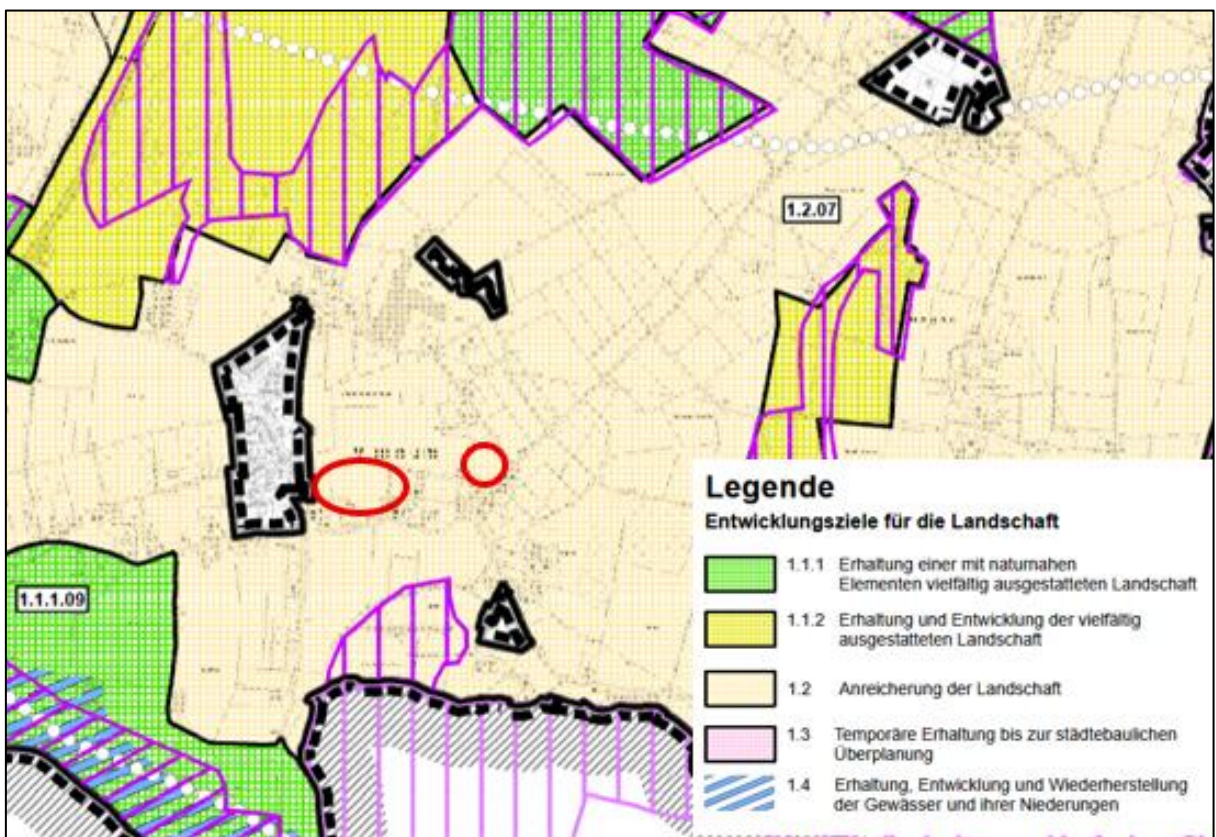 1.2.07
1.1.1.09
Legende
Entwicklungsziele für die Landschaft
1.1.1 Erhaltung einer mit naturnahen
Elementen vielfältig ausgestatteten Landschaft
1.1.2 Erhaltung und Entwicklung der vielfältig
ausgestatteten Landschaft
1.2 Anreicherung der Landschaft
1.3 Temporäre Erhaltung bis zur städtebaulichen
Überplanung
1.4 Erhaltung, Entwicklung und Wiederherstellung
der Gewässer und ihrer Niederungen